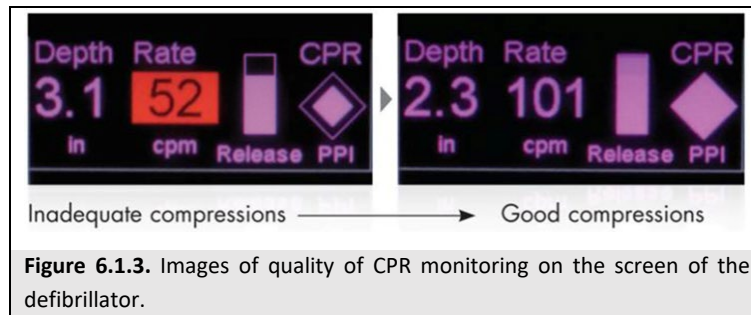 Depth Rate CPR
3.1 52
in cpm Release PPI
Depth Rate CPR
2.3 101
in cpm Release PPI
Inadequate compressions Good compressions
Figure 6.1.3. Images of quality of CPR monitoring on the screen of the
defibrillator.